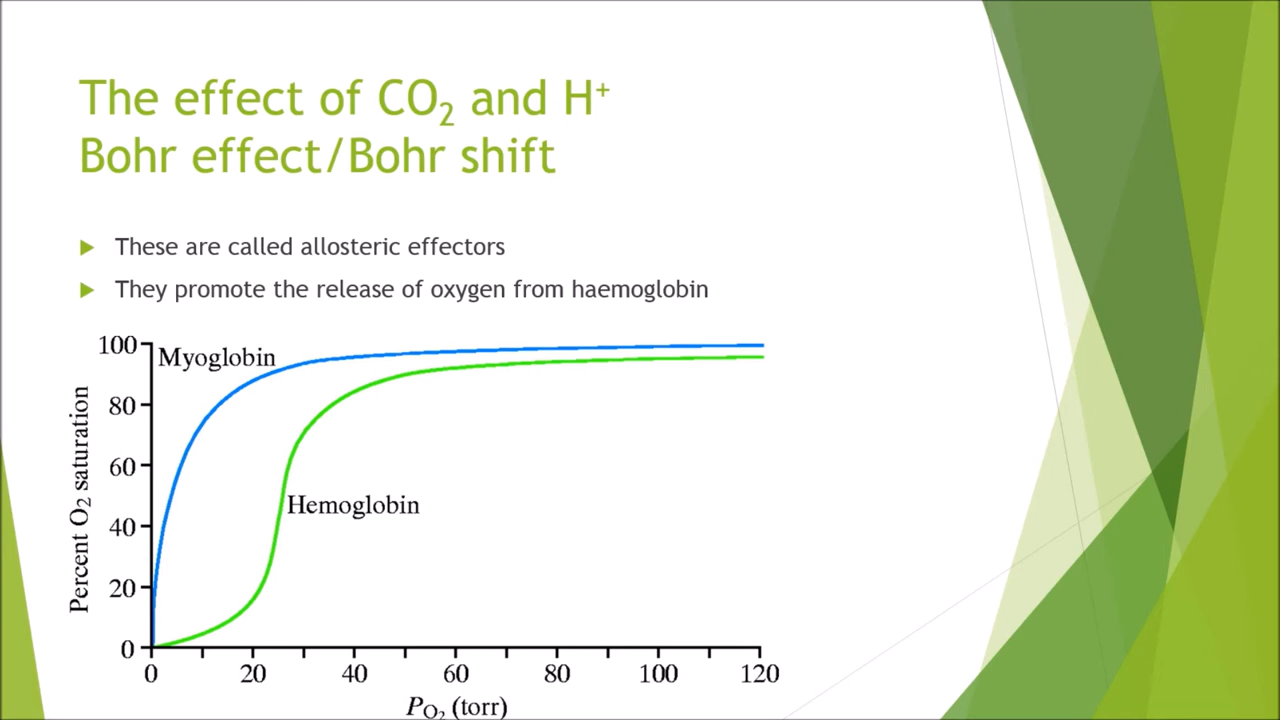 The effect of CO₂ and H⁺
Bohr effect/Bohr shift
These are called allosteric effectors
They promote the release of oxygen from haemoglobin
Percent O₂ saturation
100
80
60
40
20
0
Myoglobin
Hemoglobin
0 20 40 60 80 100 120
P_O₂ (torr)